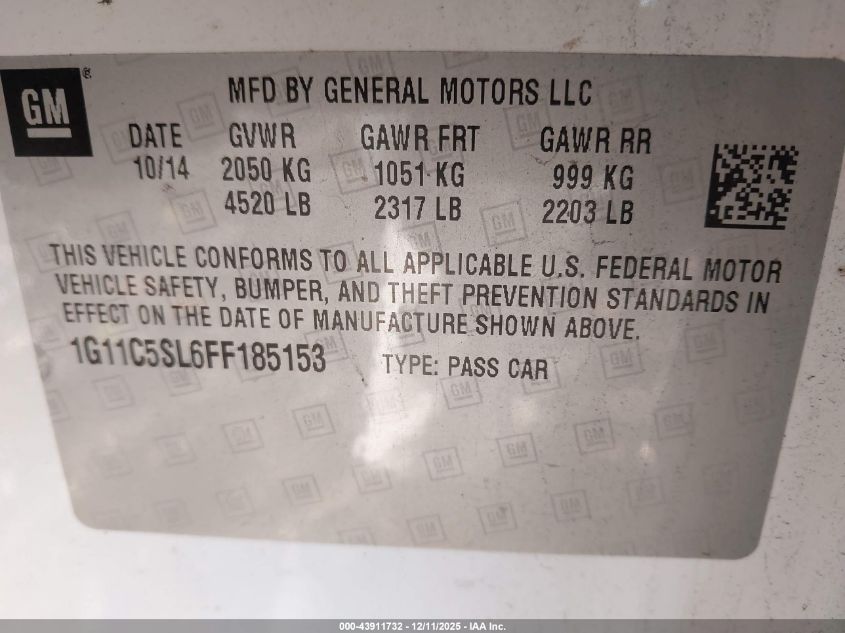 GM ®
MFD BY GENERAL MOTORS LLC
DATE GVWR GAWR FRT GAWR RR
10/14 2050 KG 1051 KG 999 KG
4520 LB 2317 LB 2203 LB
THIS VEHICLE CONFORMS TO ALL APPLICABLE U.S. FEDERAL MOTOR
VEHICLE SAFETY, BUMPER, AND THEFT PREVENTION STANDARDS IN
EFFECT ON THE DATE OF MANUFACTURE SHOWN ABOVE.
1G11C5SL6FF185153 TYPE: PASS CAR
000-43911732 - 12/11/2025 - IAA Inc.